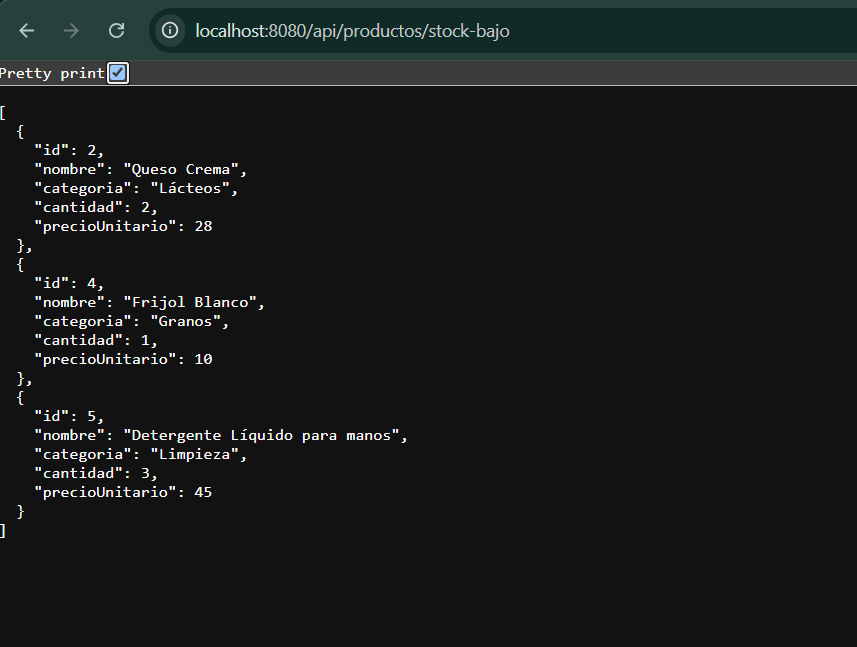 localhost:8080/api/productos/stock-bajo
Pretty print
[
  {
    "id": 2,
    "nombre": "Queso Crema",
    "categoria": "Lácteos",
    "cantidad": 2,
    "precioUnitario": 28
  },
  {
    "id": 4,
    "nombre": "Frijol Blanco",
    "categoria": "Granos",
    "cantidad": 1,
    "precioUnitario": 10
  },
  {
    "id": 5,
    "nombre": "Detergente Líquido para manos",
    "categoria": "Limpieza",
    "cantidad": 3,
    "precioUnitario": 45
  }
]